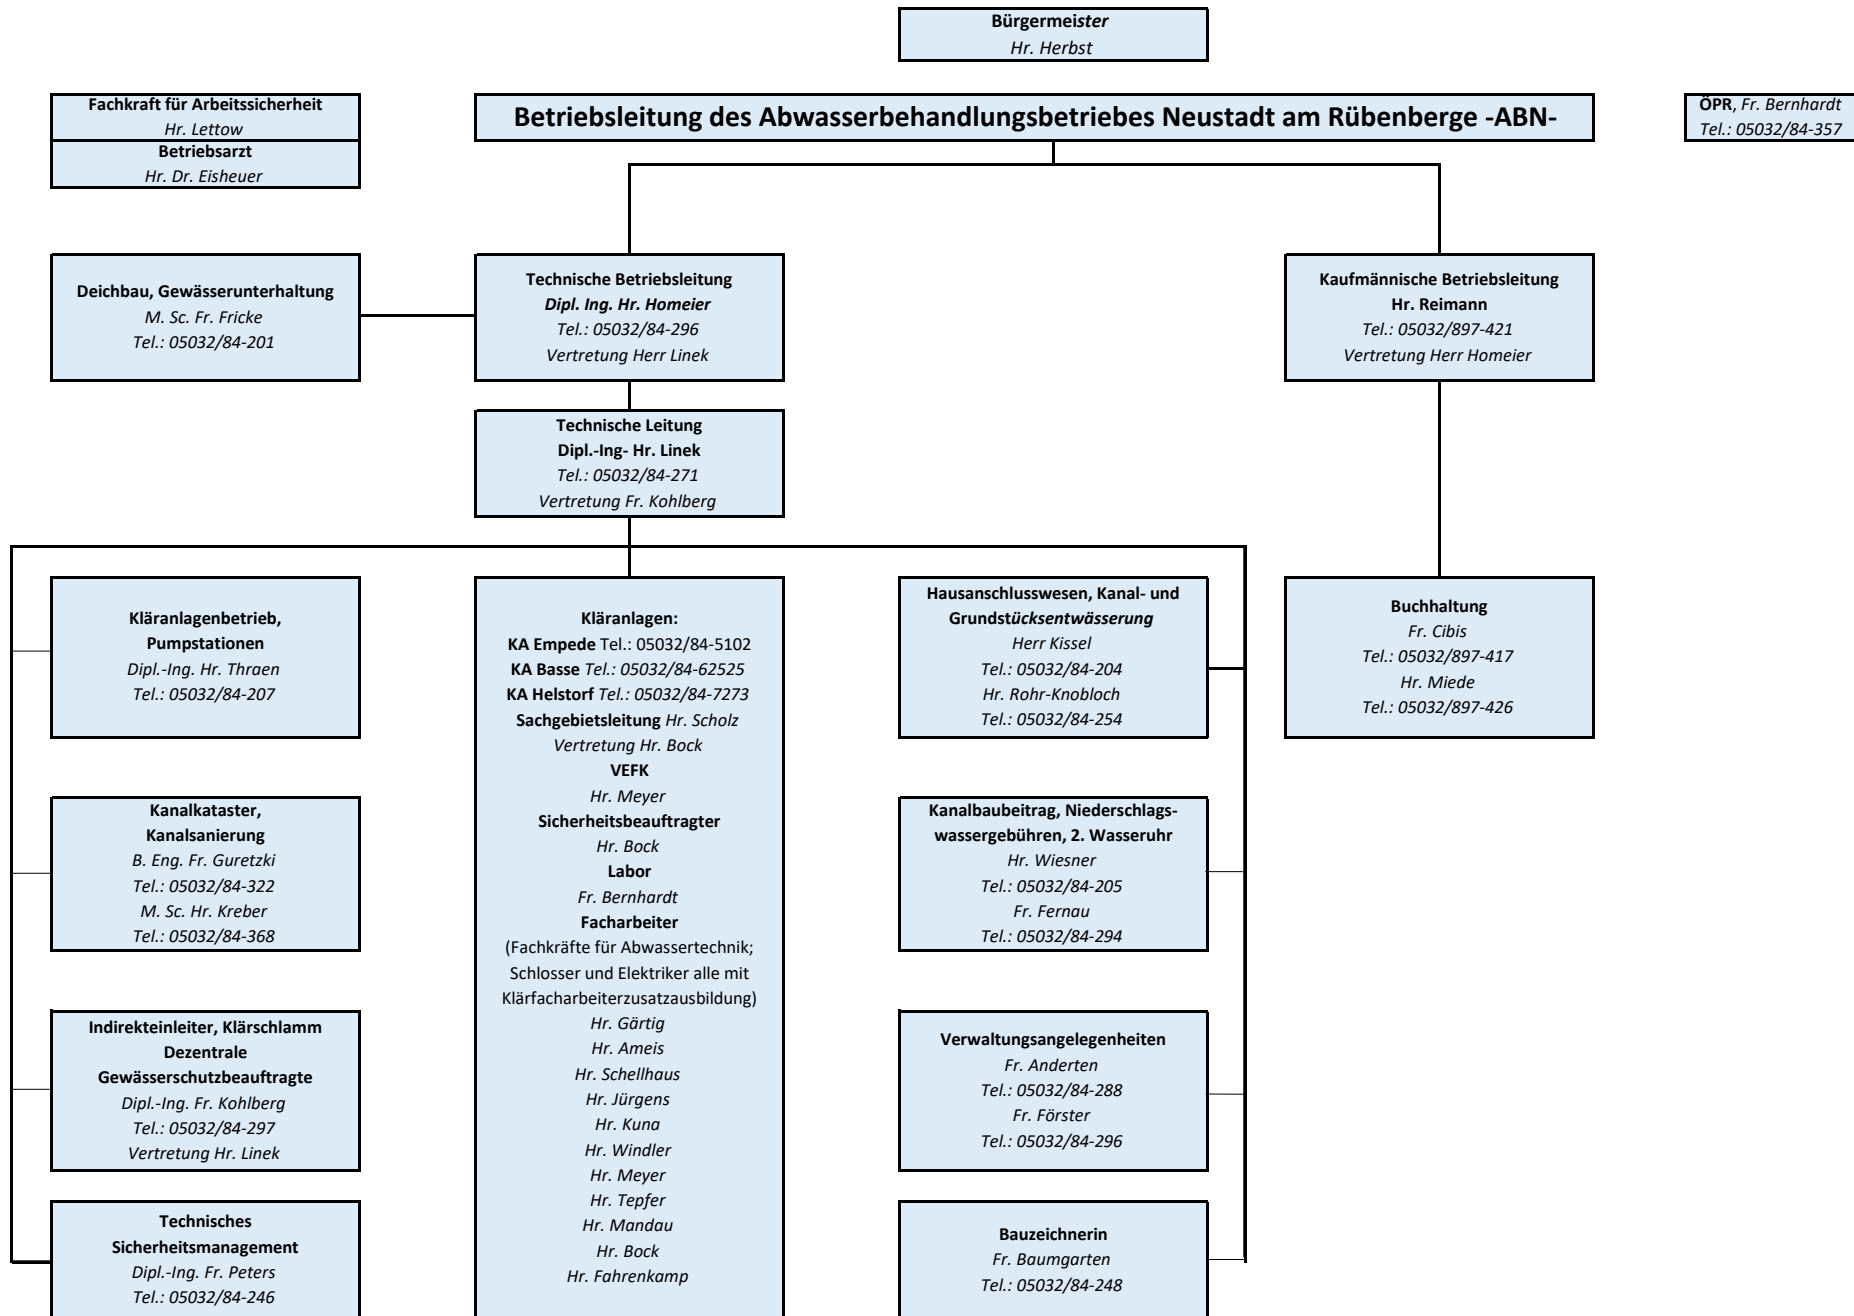 Bürgermeister
Hr. Herbst
Fachkraft für Arbeitssicherheit
Hr. Lettow
Betriebsarzt
Hr. Dr. Eisheuer
Betriebsleitung des Abwasserbehandlungsbetriebes Neustadt am Rübenberge -ABN-
ÖPR, Fr. Bernhardt
Tel.: 05032/84-357
Deichbau, Gewässerunterhaltung
M. Sc. Fr. Fricke
Tel.: 05032/84-201
Technische Betriebsleitung
Dipl. Ing. Hr. Homeier
Tel.: 05032/84-296
Vertretung Herr Linek
Kaufmännische Betriebsleitung
Hr. Reimann
Tel.: 05032/897-421
Vertretung Herr Homeier
Technische Leitung
Dipl.-Ing- Hr. Linek
Tel.: 05032/84-271
Vertretung Fr. Kohlberg
Kläranlagenbetrieb,
Pumpstationen
Dipl.-Ing. Hr. Thraen
Tel.: 05032/84-207
Kanalkataster,
Kanalsanierung
B. Eng. Fr. Guretzki
Tel.: 05032/84-322
M. Sc. Hr. Kreber
Tel.: 05032/84-368
Indirekteinleiter, Klärschlamm
Dezentrale
Gewässerschutzbeauftragte
Dipl.-Ing. Fr. Kohlberg
Tel.: 05032/84-297
Vertretung Hr. Linek
Technisches
Sicherheitsmanagement
Dipl.-Ing. Fr. Peters
Tel.: 05032/84-246
Kläranlagen:
KA Empede Tel.: 05032/84-5102
KA Basse Tel.: 05032/84-62525
KA Helstorf Tel.: 05032/84-7273
Sachgebietsleitung Hr. Scholz
Vertretung Hr. Bock
VEFK
Hr. Meyer
Sicherheitsbeauftragter
Hr. Bock
Labor
Fr. Bernhardt
Facharbeiter
(Fachkräfte für Abwassertechnik;
Schlosser und Elektriker alle mit
Klärfacharbeiterzusatzausbildung)
Hr. Gärtig
Hr. Ameis
Hr. Schellhaus
Hr. Jürgens
Hr. Kuna
Hr. Windler
Hr. Meyer
Hr. Tepfer
Hr. Mandau
Hr. Bock
Hr. Fahrenkamp
Hausanschlusswesen, Kanal- und
Grundstücksentwässerung
Herr Kissel
Tel.: 05032/84-204
Hr. Rohr-Knobloch
Tel.: 05032/84-254
Kanalbaubeitrag, Niederschlags-
wassergebühren, 2. Wasseruhr
Hr. Wiesner
Tel.: 05032/84-205
Fr. Fernau
Tel.: 05032/84-294
Verwaltungsangelegenheiten
Fr. Anderten
Tel.: 05032/84-288
Fr. Förster
Tel.: 05032/84-296
Bauzeichnerin
Fr. Baumgarten
Tel.: 05032/84-248
Buchhaltung
Fr. Cibis
Tel.: 05032/897-417
Hr. Miede
Tel.: 05032/897-426